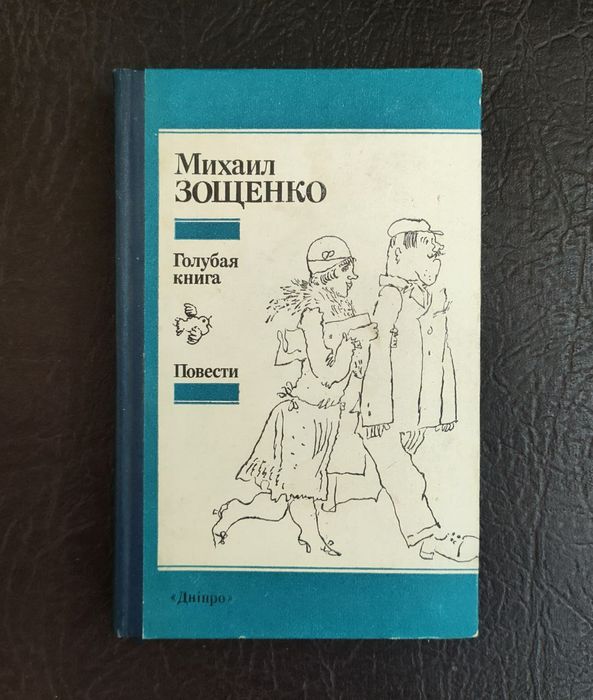 Михаил
ЗОЩЕНКО
Голубая
книга
Повести
«Дніпро»